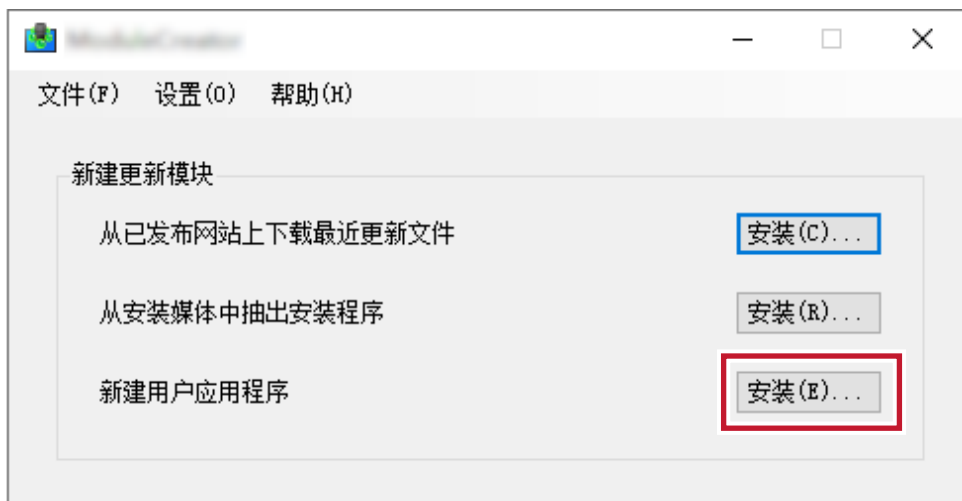 文件(F) 设置(O) 帮助(H)
新建更新模块
从已发布网站上下载最近更新文件 安装(C)...
从安装媒体中抽出安装程序 安装(R)...
新建用户应用程序 安装(E)...